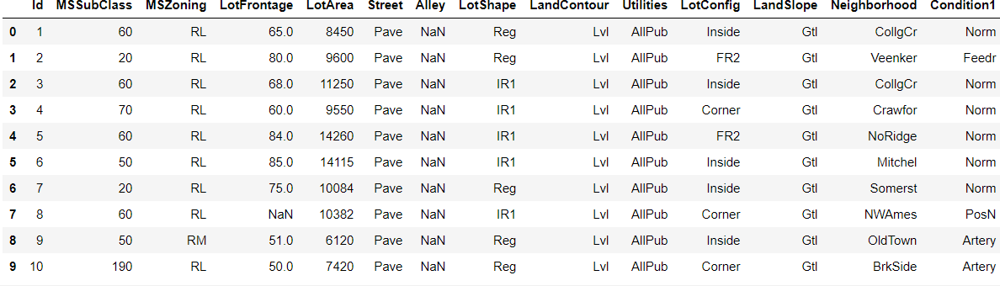 Id MSSubClass MSZoning LotFrontage LotArea Street Alley LotShape LandContour Utilities LotConfig LandSlope Neighborhood Condition1
0 1 60 RL 65.0 8450 Pave NaN Reg Lvl AllPub Inside Gtl CollgCr Norm
1 2 20 RL 80.0 9600 Pave NaN Reg Lvl AllPub FR2 Gtl Veenker Feedr
2 3 60 RL 68.0 11250 Pave NaN IR1 Lvl AllPub Inside Gtl CollgCr Norm
3 4 70 RL 60.0 9550 Pave NaN IR1 Lvl AllPub Corner Gtl Crawfor Norm
4 5 60 RL 84.0 14260 Pave NaN IR1 Lvl AllPub FR2 Gtl NoRidge Norm
5 6 50 RL 85.0 14115 Pave NaN IR1 Lvl AllPub Inside Gtl Mitchel Norm
6 7 20 RL 75.0 10084 Pave NaN Reg Lvl AllPub Inside Gtl Somerst Norm
7 8 60 RL NaN 10382 Pave NaN IR1 Lvl AllPub Corner Gtl NWAmes PosN
8 9 50 RM 51.0 6120 Pave NaN Reg Lvl AllPub Inside Gtl OldTown Artery
9 10 190 RL 50.0 7420 Pave NaN Reg Lvl AllPub Corner Gtl BrkSide Artery